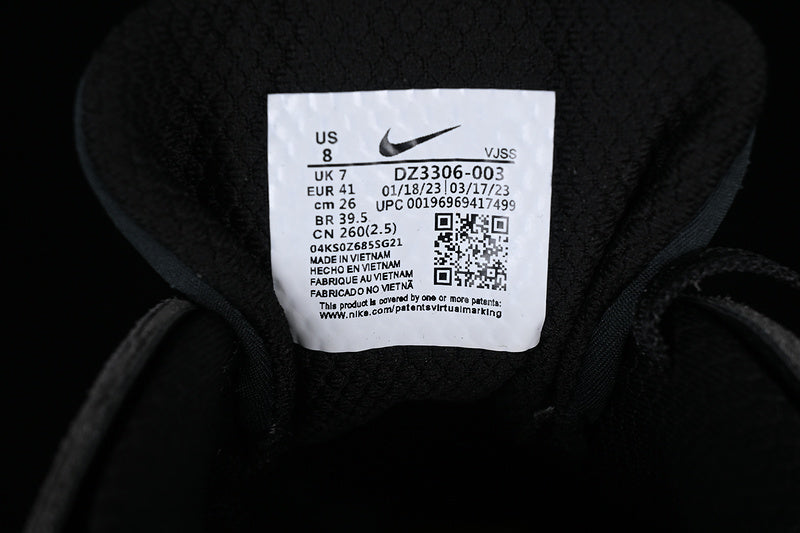 US
8
VJSS
UK 7
DZ3306-003
EUR 41
01/18/23 | 03/17/23
cm 26
UPC 00196969417499
BR 39.5
CN 260(2.5)
04KS0Z685SG21
MADE IN VIETNAM
HECHO EN VIETNAM
FABRIQUE AU VIETNAM
FABRICADO NO VIETNÃ
This product is covered by one or more patents:
www.nike.com/patentsvirtualmarking